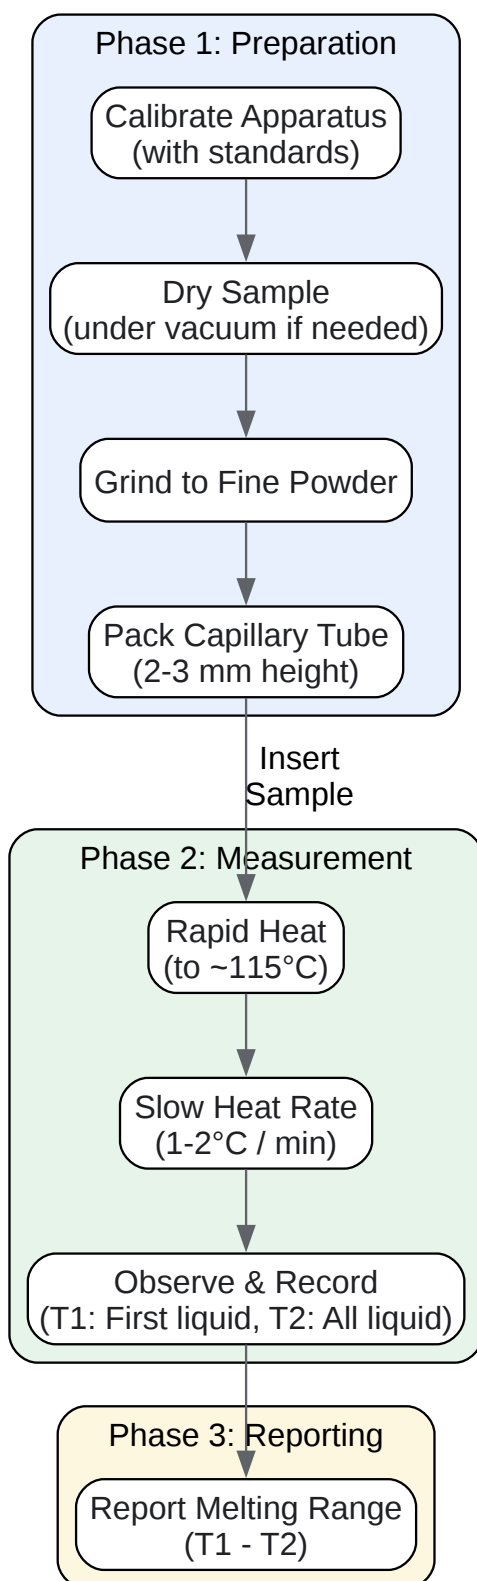 Phase 1: Preparation
Calibrate Apparatus
(with standards)
Dry Sample
(under vacuum if needed)
Grind to Fine Powder
Pack Capillary Tube
(2-3 mm height)
Insert
Sample
Phase 2: Measurement
Rapid Heat
(to ~115°C)
Slow Heat Rate
(1-2°C / min)
Observe & Record
(T1: First liquid, T2: All liquid)
Phase 3: Reporting
Report Melting Range
(T1 - T2)